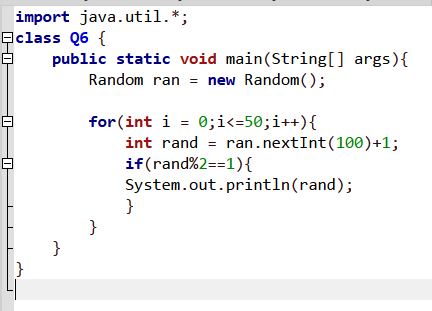 import java.util.*;
class Q6 {
    public static void main(String[] args){
        Random ran = new Random();

        for(int i = 0;i<=50;i++){
            int rand = ran.nextInt(100)+1;
            if(rand%2==1){
            System.out.println(rand);
            }
        }
    }
}